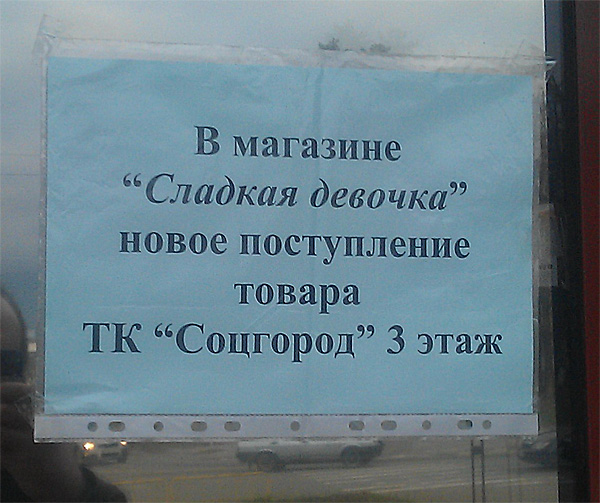 В магазине
“Сладкая девочка”
новое поступление
товара
ТК “Соцгород” 3 этаж